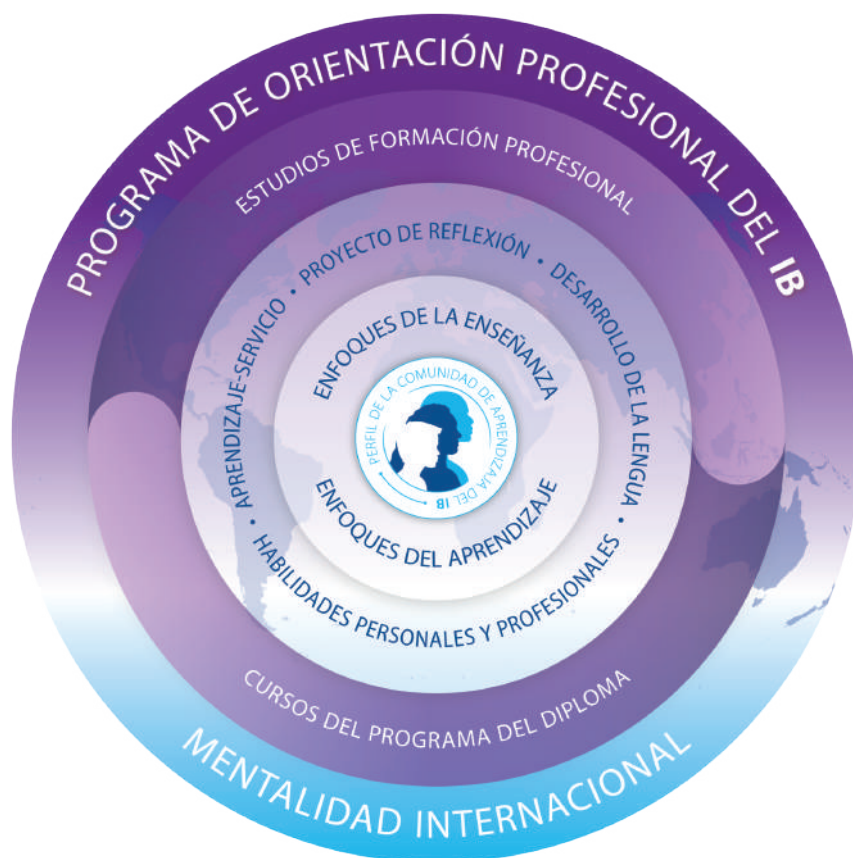 PROGRAMA DE ORIENTACIÓN PROFESIONAL DEL IB
ESTUDIOS DE FORMACIÓN PROFESIONAL
APRENDIZAJE-SERVICIO • PROYECTO DE REFLEXIÓN • DESARROLLO DE LA LENGUA •
ENFOQUES DE LA ENSEÑANZA
PERFIL DE LA COMUNIDAD DE APRENDIZAJA DEL IB
ENFOQUES DEL APRENDIZAJE
• HABILIDADES PERSONALES Y PROFESIONALES
CURSOS DEL PROGRAMA DEL DIPLOMA
MENTALIDAD INTERNACIONAL